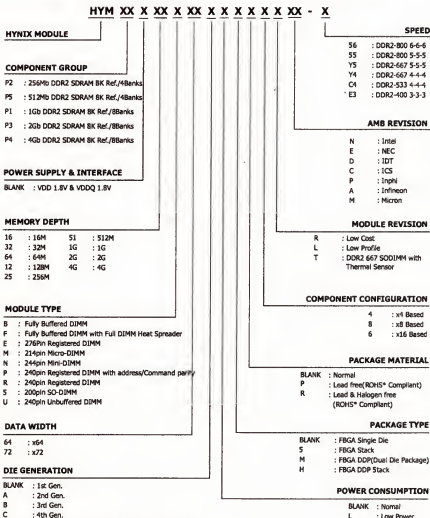 HYM XX X XX X XX X X X X X X XX - X
HYNIX MODULE
COMPONENT GROUP
P2 : 256Mb DDR2 SDRAM 8K Ref./4Banks
P5 : 512Mb DDR2 SDRAM 8K Ref./4Banks
P1 : 1Gb DDR2 SDRAM 8K Ref./8Banks
P3 : 2Gb DDR2 SDRAM 8K Ref./8Banks
P4 : 4Gb DDR2 SDRAM 8K Ref./8Banks
POWER SUPPLY & INTERFACE
BLANK : VDD 1.8V & VDDQ 1.8V
MEMORY DEPTH
16 : 16M 51 : 512M
32 : 32M 1G : 1G
64 : 64M 2G : 2G
12 : 128M 4G : 4G
25 : 256M
MODULE TYPE
B : Fully Buffered DIMM
F : Fully Buffered DIMM with Full DIMM Heat Spreader
E : 276Pin Registered DIMM
M : 214pin Micro-DIMM
N : 244pin Mini-DIMM
P : 240pin Registered DIMM with address/Command parity
R : 240pin Registered DIMM
S : 200pin SO-DIMM
U : 240pin Unbuffered DIMM
DATA WIDTH
64 : x64
72 : x72
DIE GENERATION
BLANK : 1st Gen.
A : 2nd Gen.
B : 3rd Gen.
C : 4th Gen.
SPEED
56 : DDR2-800 6-6-6
55 : DDR2-800 5-5-5
Y5 : DDR2-667 5-5-5
Y4 : DDR2-667 4-4-4
C4 : DDR2-533 4-4-4
E3 : DDR2-400 3-3-3
AMB REVISION
N : Intel
E : NEC
D : IDT
C : ICS
P : Inphi
A : Infineon
M : Micron
MODULE REVISION
R : Low Cost
L : Low Profile
T : DDR2 667 SODIMM with
Thermal Sensor
COMPONENT CONFIGURATION
4 : x4 Based
8 : x8 Based
6 : x16 Based
PACKAGE MATERIAL
BLANK : Normal
P : Lead free(ROHS* Compliant)
R : Lead & Halogen free
(ROHS* Compliant)
PACKAGE TYPE
BLANK : FBGA Single Die
S : FBGA Stack
M : FBGA DDP(Dual Die Package)
H : FBGA DDP Stack
POWER CONSUMPTION
BLANK : Nomal
L : Low Power